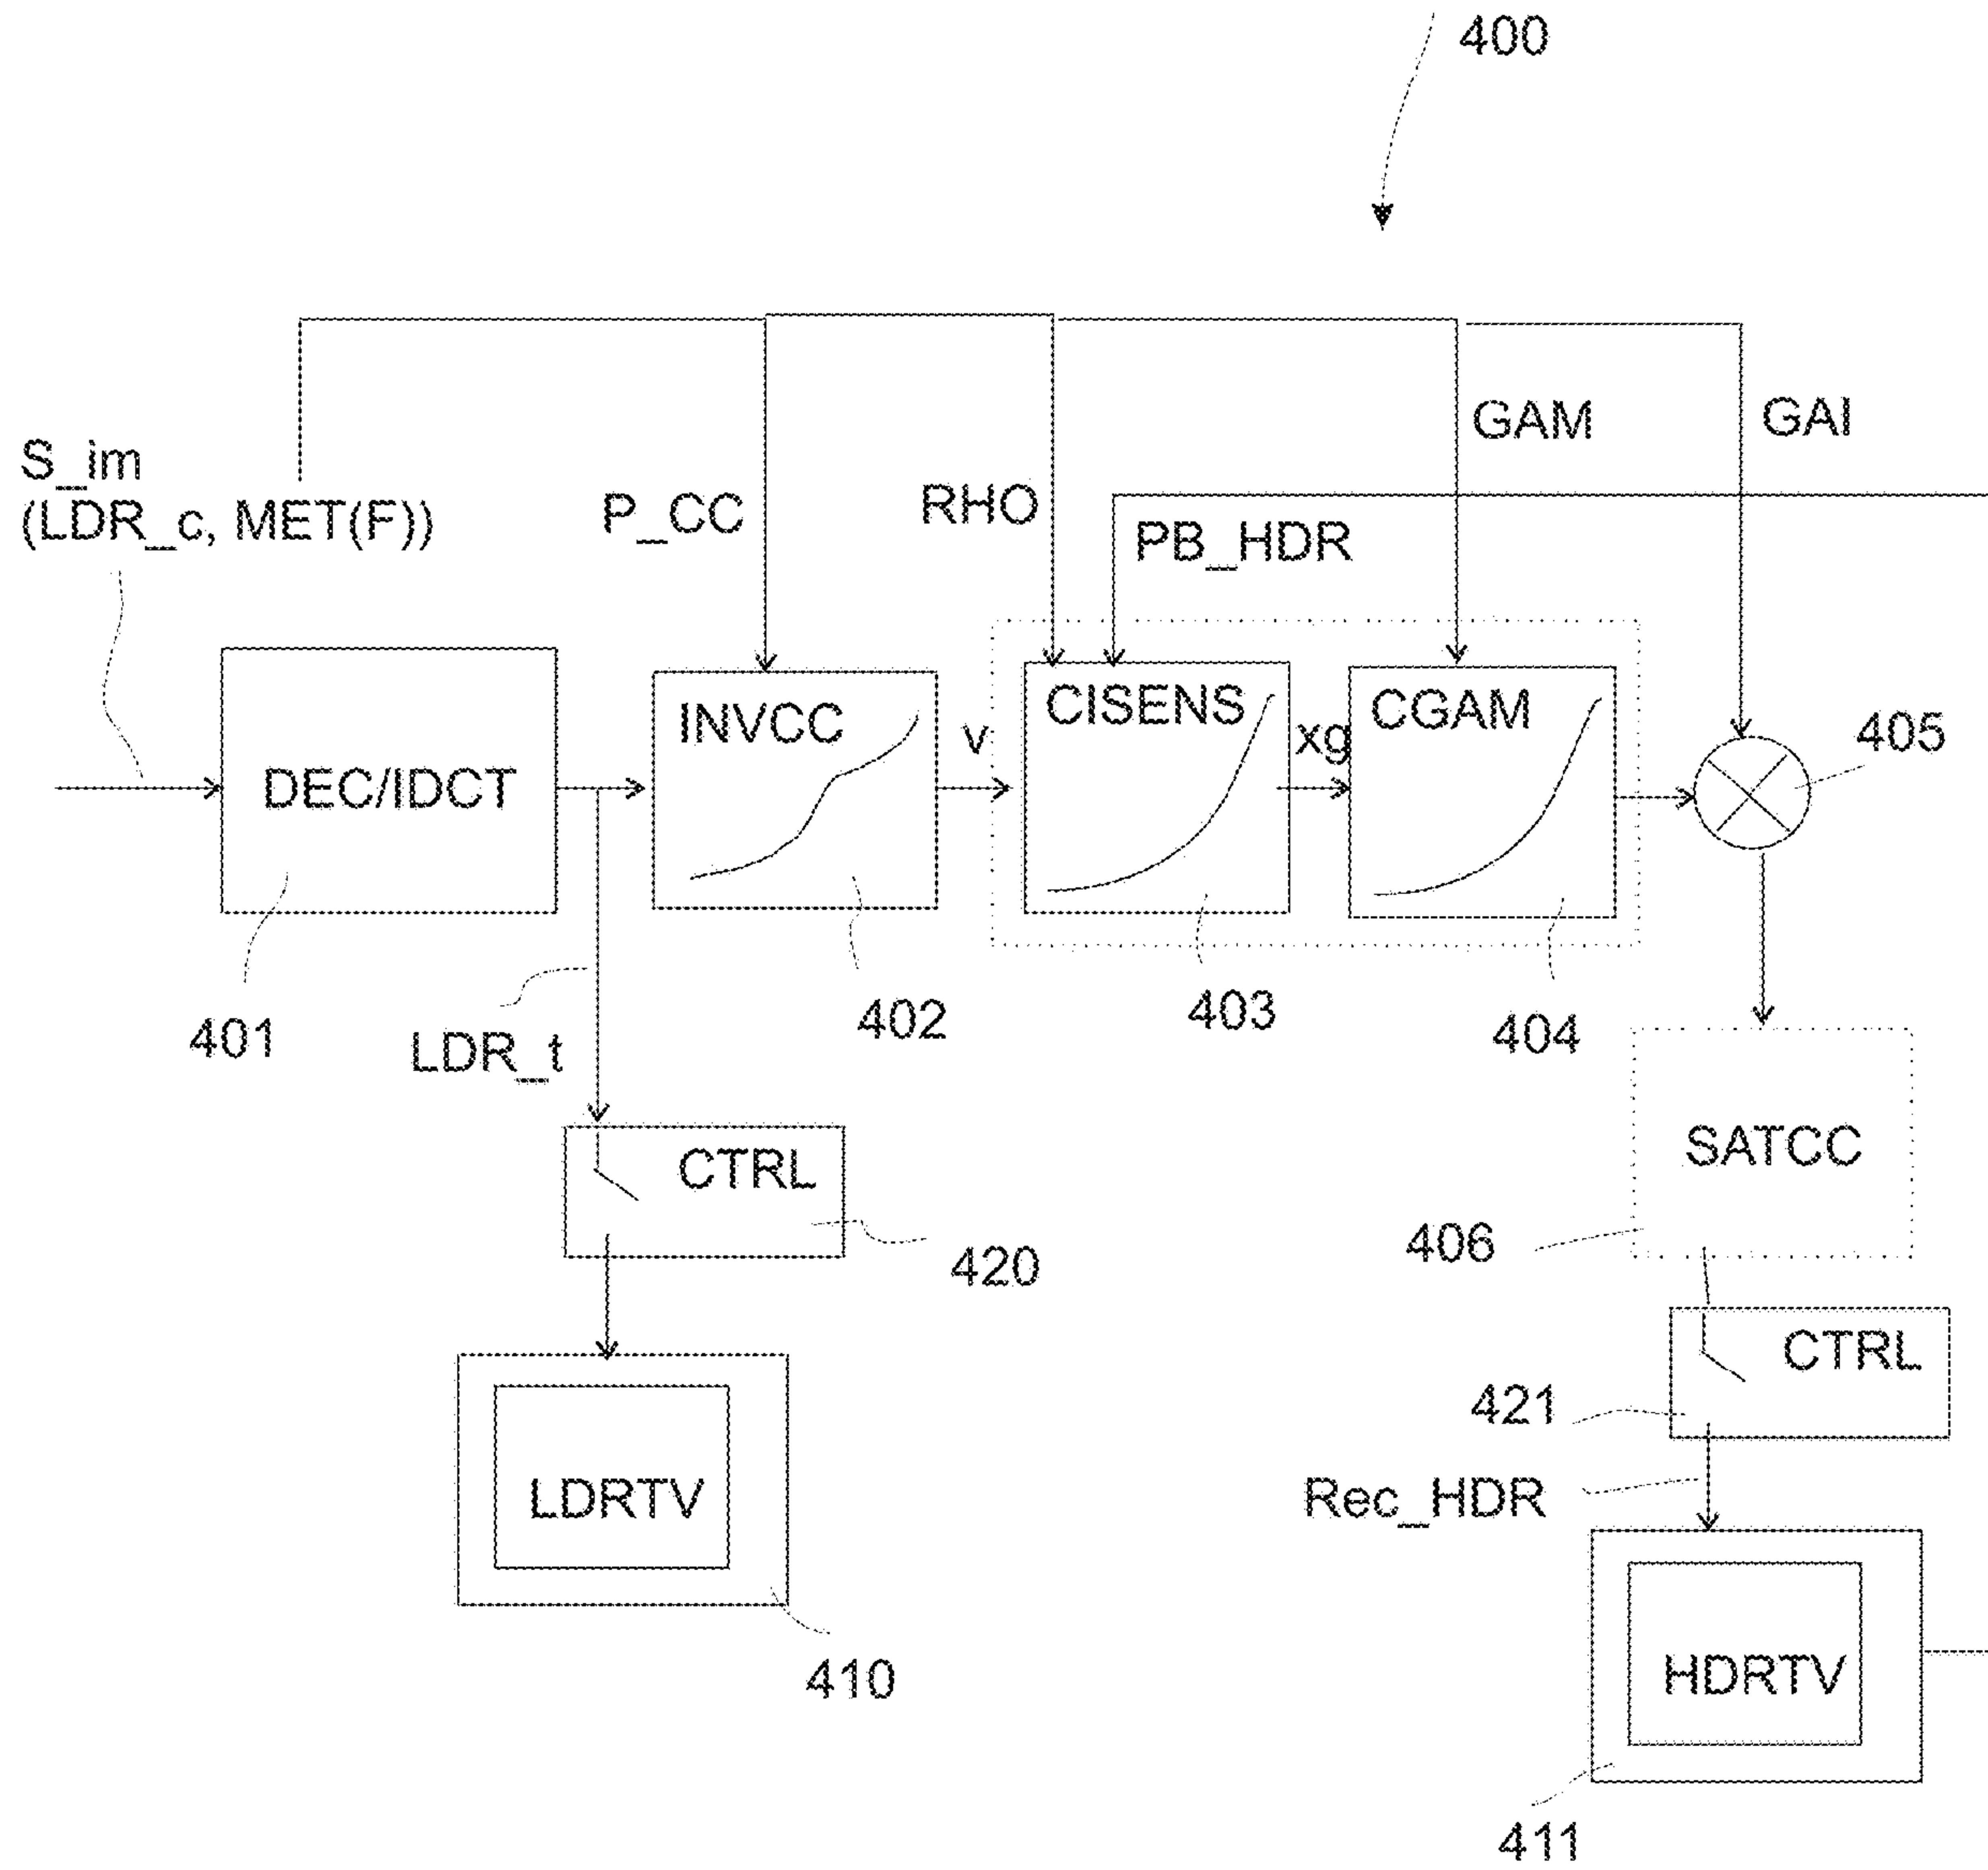 400
GAM
GAI
S_im
(LDR_c, MET(F))
P_CC
RHO
PB_HDR
INVCC
CISENS
CGAM
v
xg
405
DEC/IDCT
401
402
403
404
LDR_t
CTRL
SATCC
420
406
CTRL
421
LDRTV
Rec_HDR
410
HDRTV
411